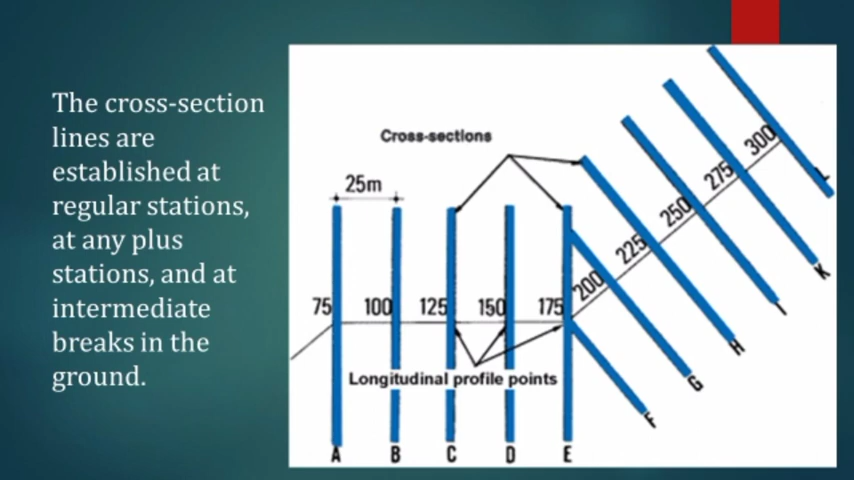 The cross-section
lines are
established at
regular stations,
at any plus
stations, and at
intermediate
breaks in the
ground.
Cross-sections
25m
75 100 125 150 175 200 225 250 275 300
Longitudinal profile points
A B C D E F G H I K L